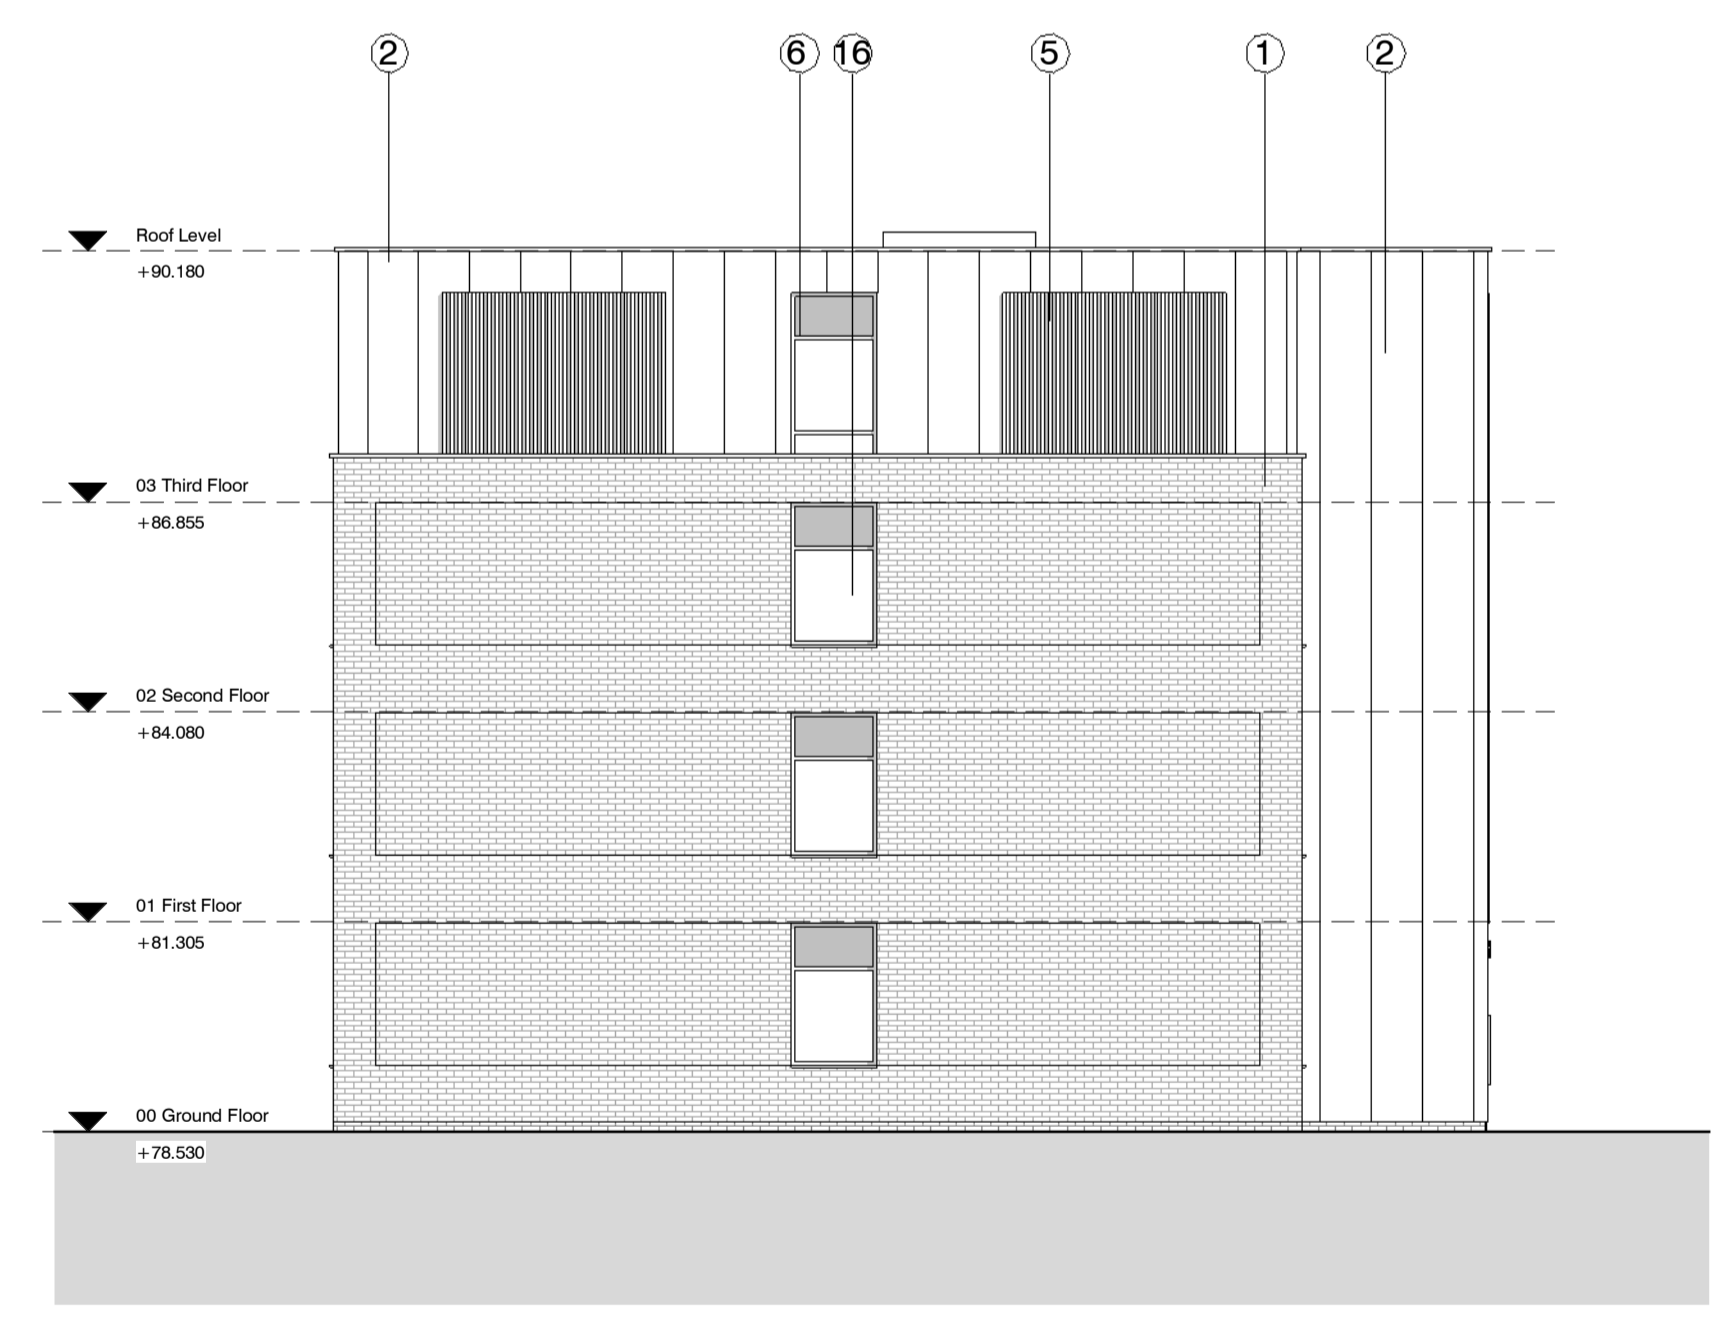 2 6 16 5 1 2
Roof Level
+90.180
03 Third Floor
+86.855
02 Second Floor
+84.080
01 First Floor
+81.305
00 Ground Floor
+78.530